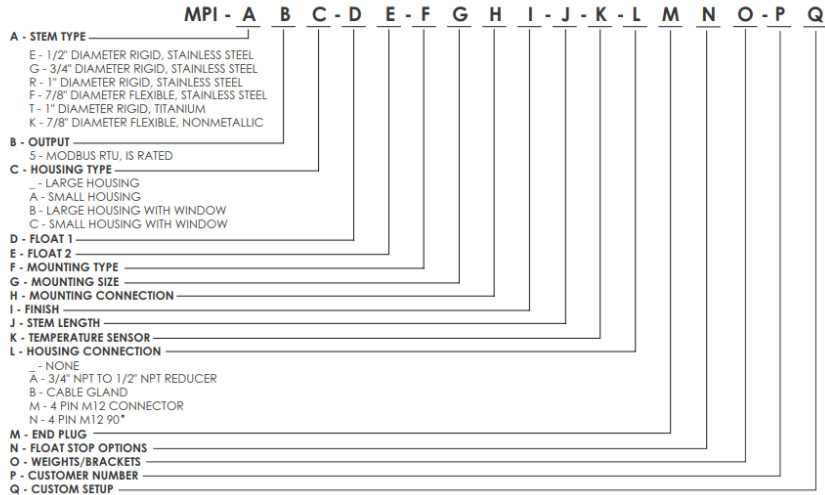 MPI - A B C - D E - F G H I - J - K - L M N O - P Q
A - STEM TYPE
E - 1/2" DIAMETER RIGID, STAINLESS STEEL
G - 3/4" DIAMETER RIGID, STAINLESS STEEL
R - 1" DIAMETER RIGID, STAINLESS STEEL
F - 7/8" DIAMETER FLEXIBLE, STAINLESS STEEL
T - 1" DIAMETER RIGID, TITANIUM
K - 7/8" DIAMETER FLEXIBLE, NONMETALLIC
B - OUTPUT
5 - MODBUS RTU, IS RATED
C - HOUSING TYPE
_ - LARGE HOUSING
A - SMALL HOUSING
B - LARGE HOUSING WITH WINDOW
C - SMALL HOUSING WITH WINDOW
D - FLOAT 1
E - FLOAT 2
F - MOUNTING TYPE
G - MOUNTING SIZE
H - MOUNTING CONNECTION
I - FINISH
J - STEM LENGTH
K - TEMPERATURE SENSOR
L - HOUSING CONNECTION
_ - NONE
A - 3/4" NPT TO 1/2" NPT REDUCER
B - CABLE GLAND
M - 4 PIN M12 CONNECTOR
N - 4 PIN M12 90°
M - END PLUG
N - FLOAT STOP OPTIONS
O - WEIGHTS/BRACKETS
P - CUSTOMER NUMBER
Q - CUSTOM SETUP